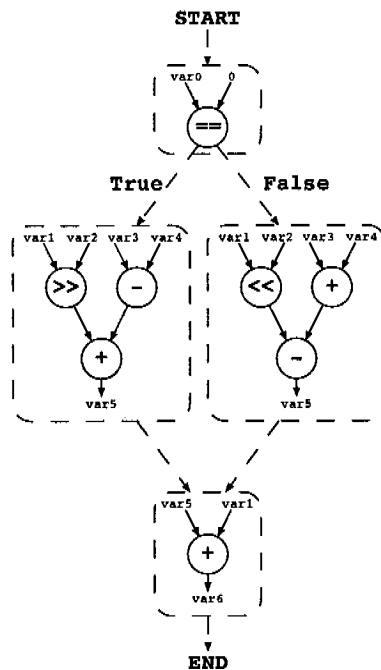 START
var0 0
==
True False
var1 var2 var3 var4 var1 var2 var3 var4
>> - << +
+ -
var5 var5
var5 var1
+
var6
END